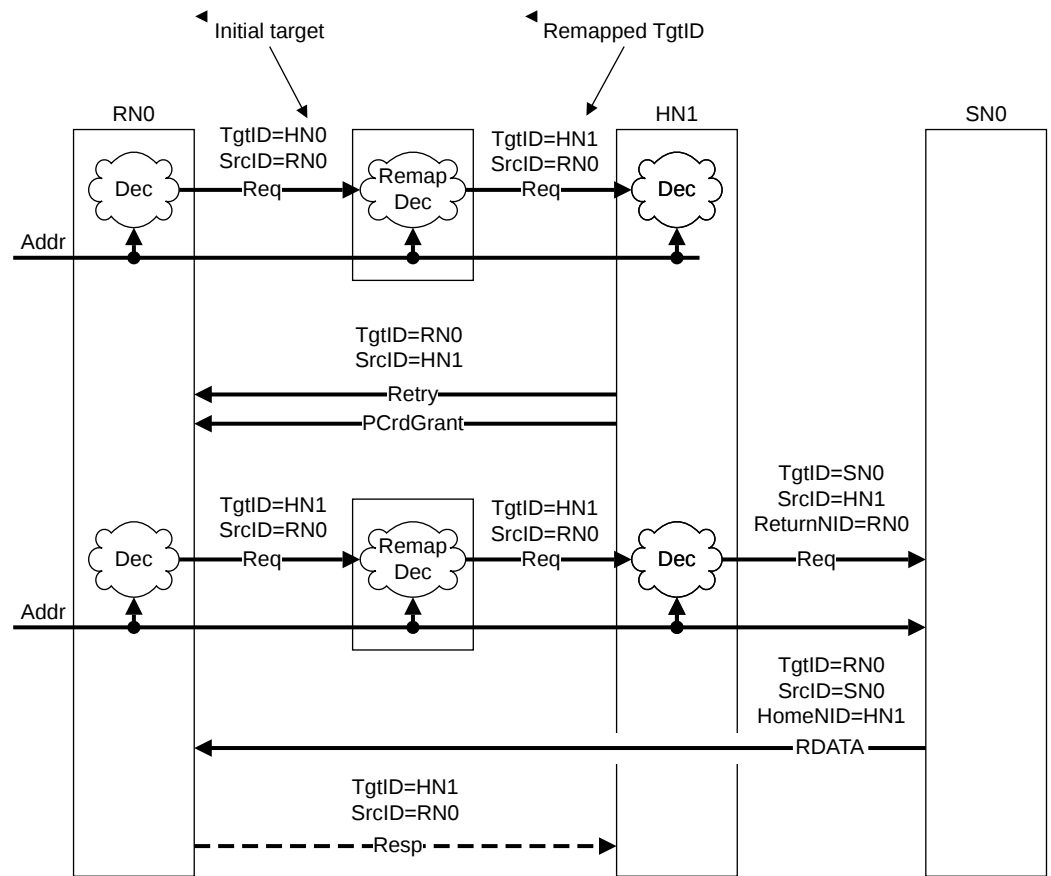 Initial target
Remapped TgtID
RN0
HN1
SN0
TgtID=HN0
SrcID=RN0
Req
TgtID=HN1
SrcID=RN0
Req
Dec
Remap
Dec
Dec
Addr
TgtID=RN0
SrcID=HN1
Retry
PCrdGrant
TgtID=HN1
SrcID=RN0
Req
TgtID=HN1
SrcID=RN0
Req
TgtID=SN0
SrcID=HN1
ReturnNID=RN0
Req
Dec
Remap
Dec
Dec
Addr
TgtID=RN0
SrcID=SN0
HomeNID=HN1
RDATA
TgtID=HN1
SrcID=RN0
Resp